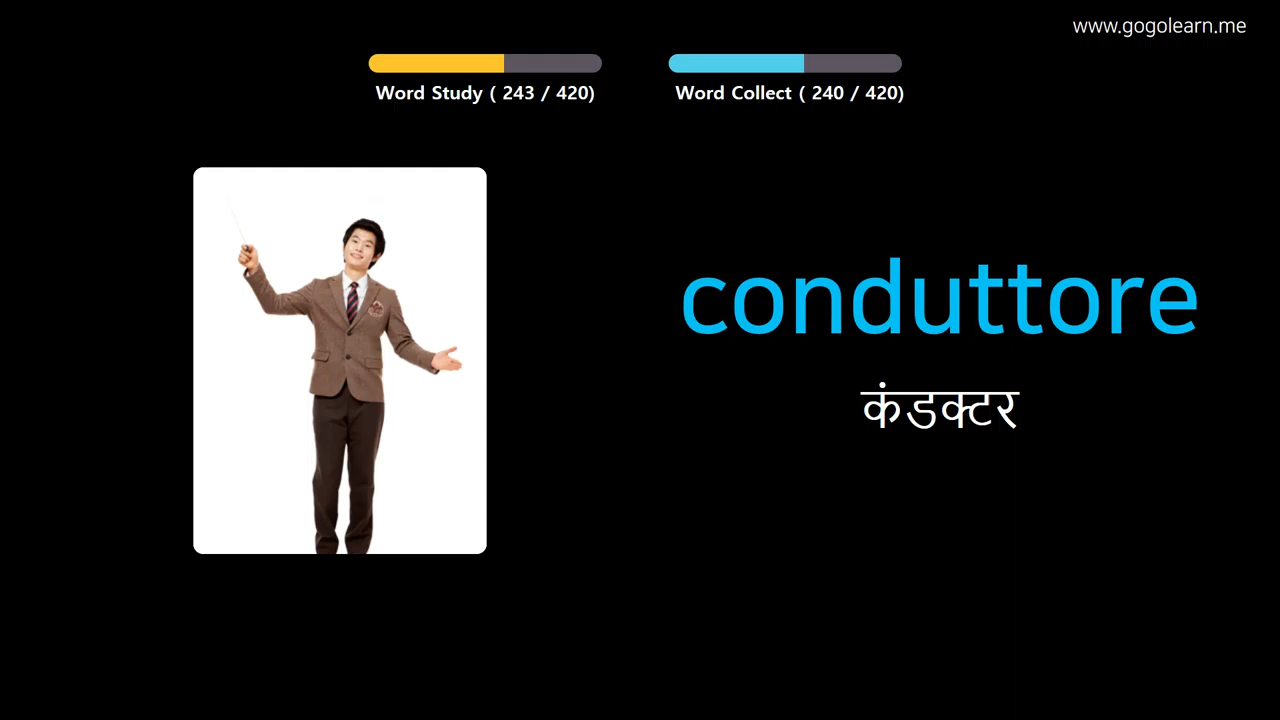 www.gogolearn.me
Word Study ( 243 / 420)
Word Collect ( 240 / 420)
conduttore
कंडक्टर